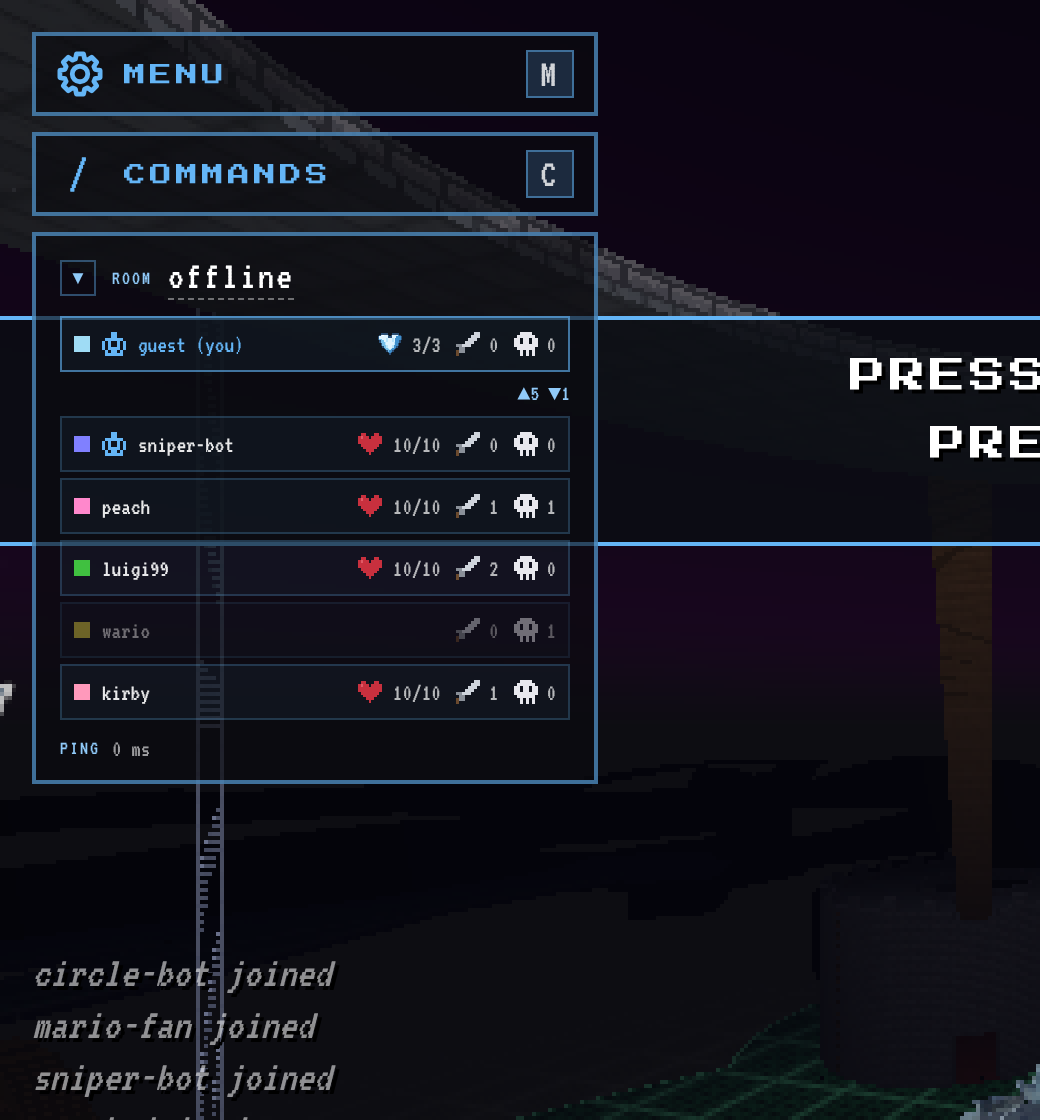 MENU M
/ COMMANDS C
▼ ROOM offline
guest (you) 3/3 0 0
▲5 ▼1
sniper-bot 10/10 0 0
peach 10/10 1 1
luigi99 10/10 2 0
wario 0 1
kirby 10/10 1 0
PING 0 ms
PRESS
PRE
circle-bot joined
mario-fan joined
sniper-bot joined